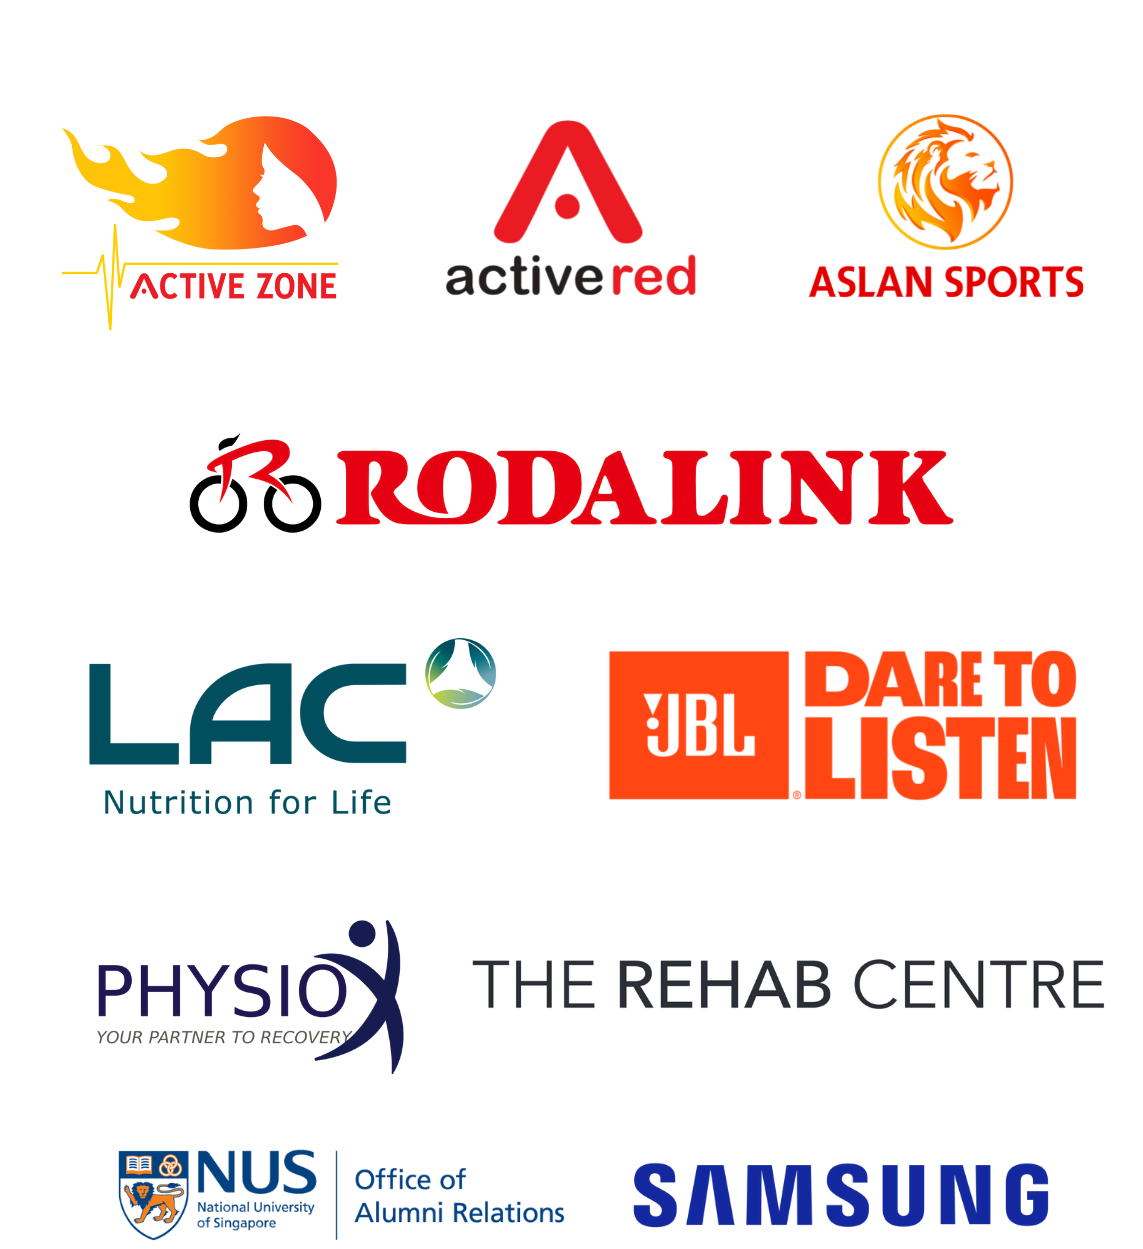 ACTIVE ZONE
activered
ASLAN SPORTS
RODALINK
LAC
Nutrition for Life
JBL
®
DARE TO
LISTEN
PHYSIOX
YOUR PARTNER TO RECOVERY
THE REHAB CENTRE
NUS
National University
of Singapore
Office of
Alumni Relations
SAMSUNG